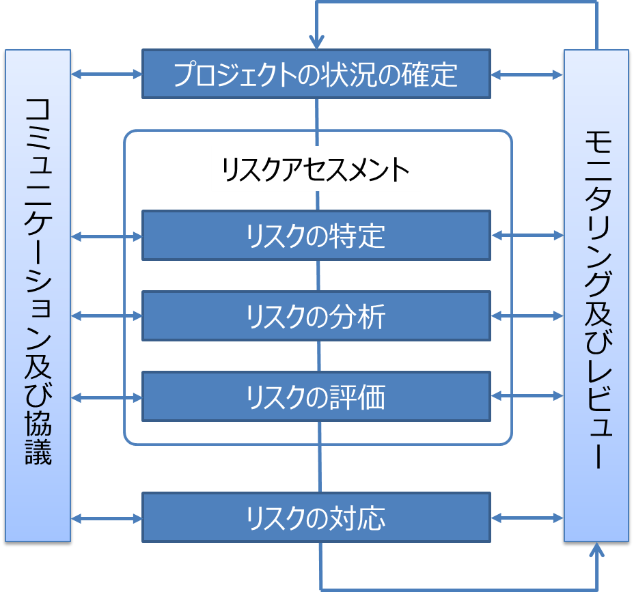 プロジェクトの状況の確定
コミュニケーション及び協議
リスクアセスメント
リスクの特定
リスクの分析
リスクの評価
リスクの対応
モニタリング及びレビュー